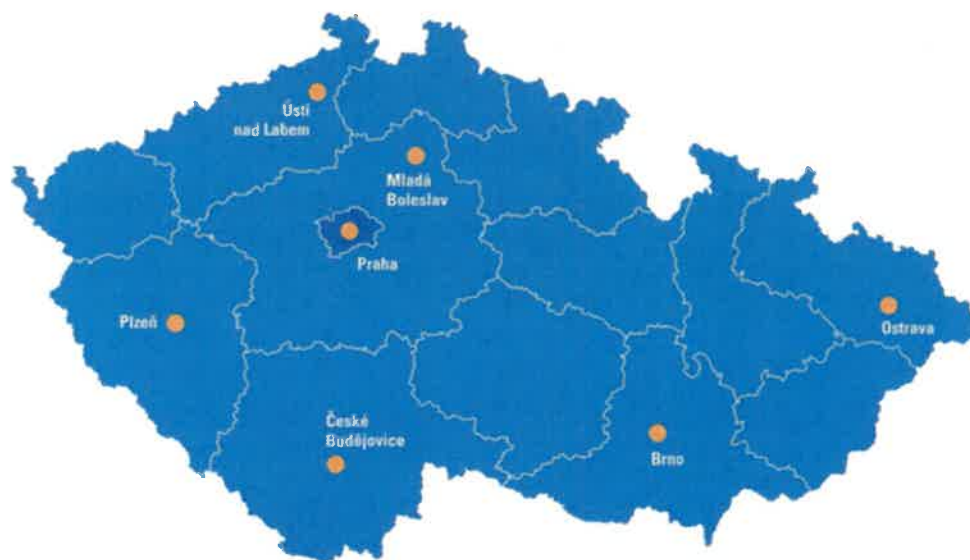 Ústí
nad Labem
Mladá
Boleslav
Praha
Plzeň
Ostrava
České
Budějovice
Brno